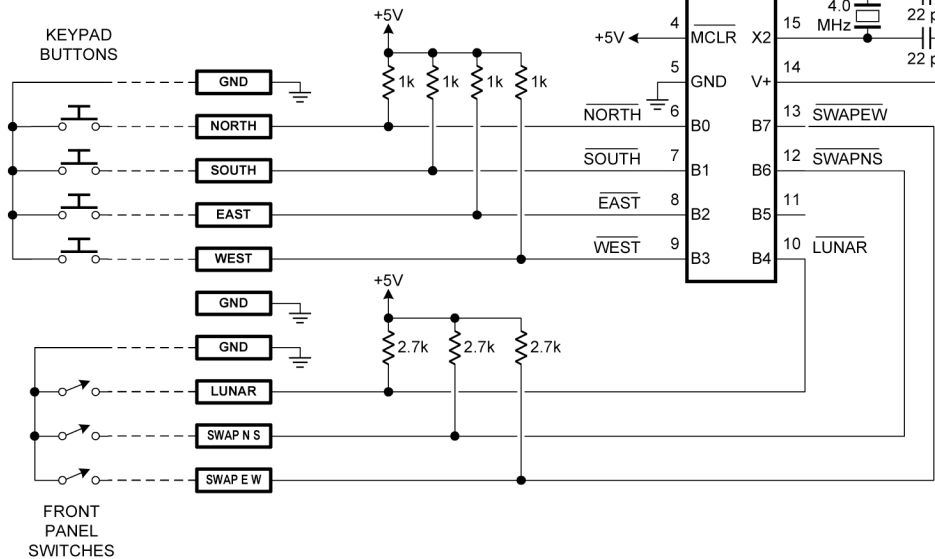 KEYPAD
BUTTONS
GND
NORTH
SOUTH
EAST
WEST
GND
GND
LUNAR
SWAP N S
SWAP E W
FRONT
PANEL
SWITCHES
+5V
1k 1k 1k 1k
+5V
2.7k 2.7k 2.7k
+5V
4 MCLR X2 15
5 GND V+ 14
NORTH 6 B0 B7 13 SWAPEW
SOUTH 7 B1 B6 12 SWAPNS
EAST 8 B2 B5 11
WEST 9 B3 B4 10 LUNAR
4.0
MHz
22 p
22 p